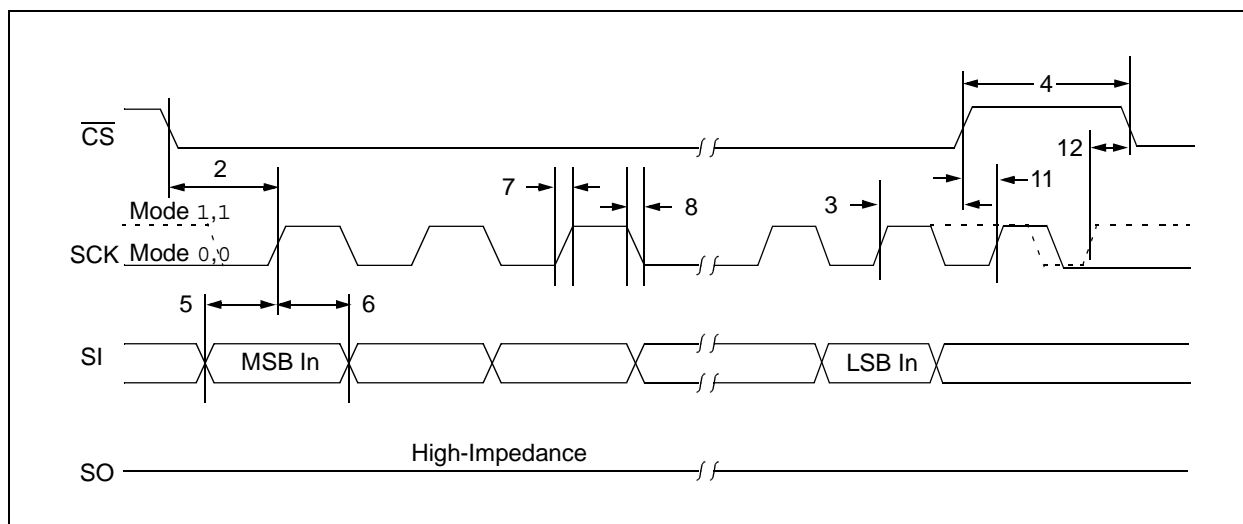 4
CS
2
12
7
8
3
11
Mode 1,1
SCK Mode 0,0
5
6
SI
MSB In
LSB In
High-Impedance
SO